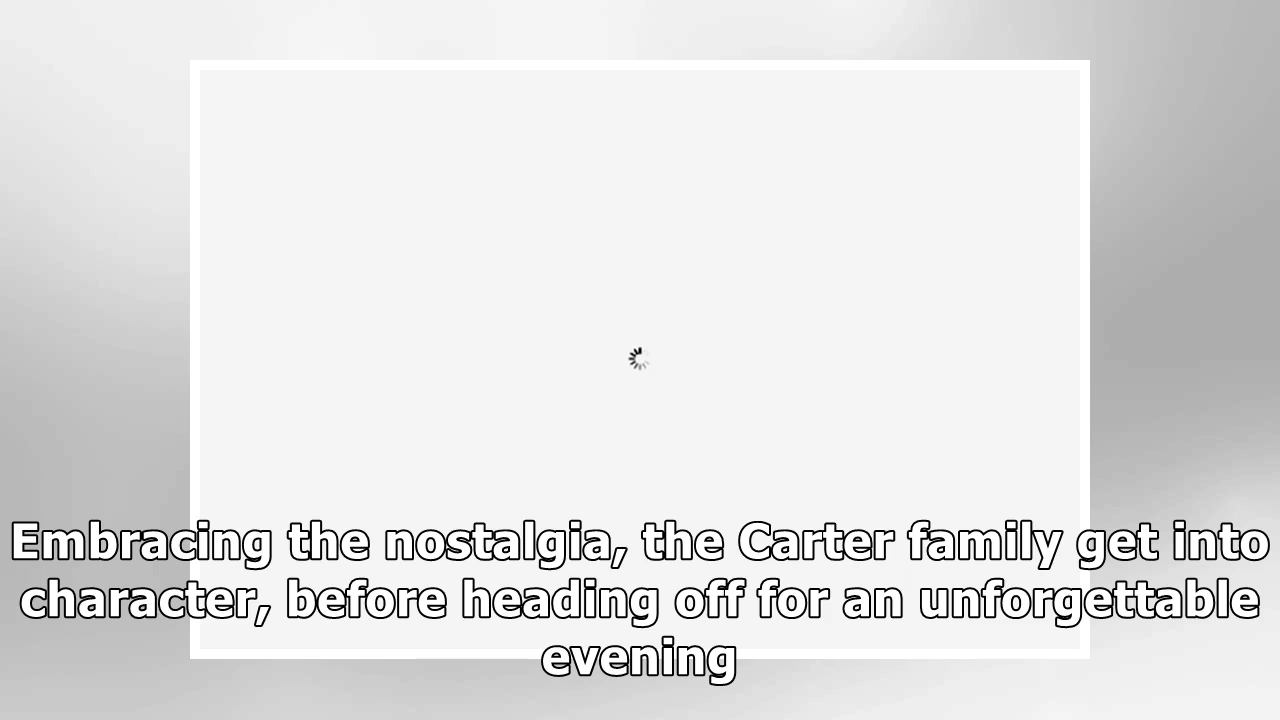 Embracing the nostalgia, the Carter family get into
character, before heading off for an unforgettable
evening